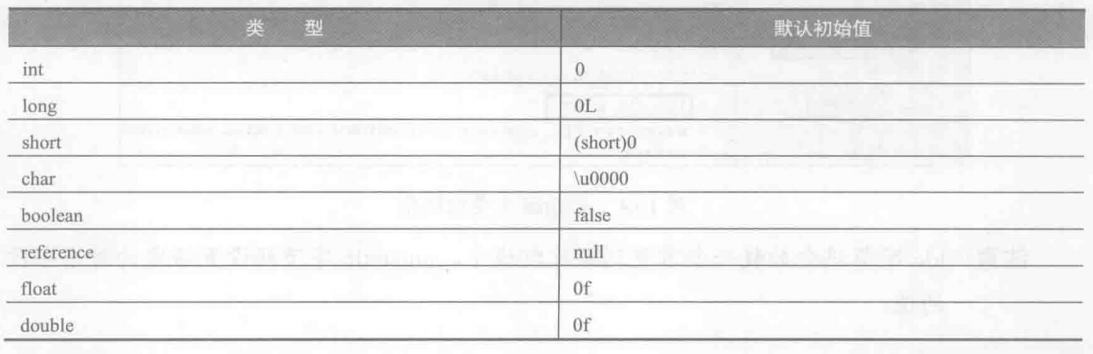 类 型 默认初始值
int 0
long 0L
short (short)0
char \u0000
boolean false
reference null
float 0f
double 0f